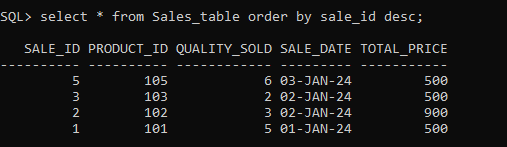 SQL> select * from Sales_table order by sale_id desc;
SALE_ID PRODUCT_ID QUALITY_SOLD SALE_DATE TOTAL_PRICE
---------- ---------- ------------ --------- -----------
5 105 6 03-JAN-24 500
3 103 2 02-JAN-24 500
2 102 3 02-JAN-24 900
1 101 5 01-JAN-24 500